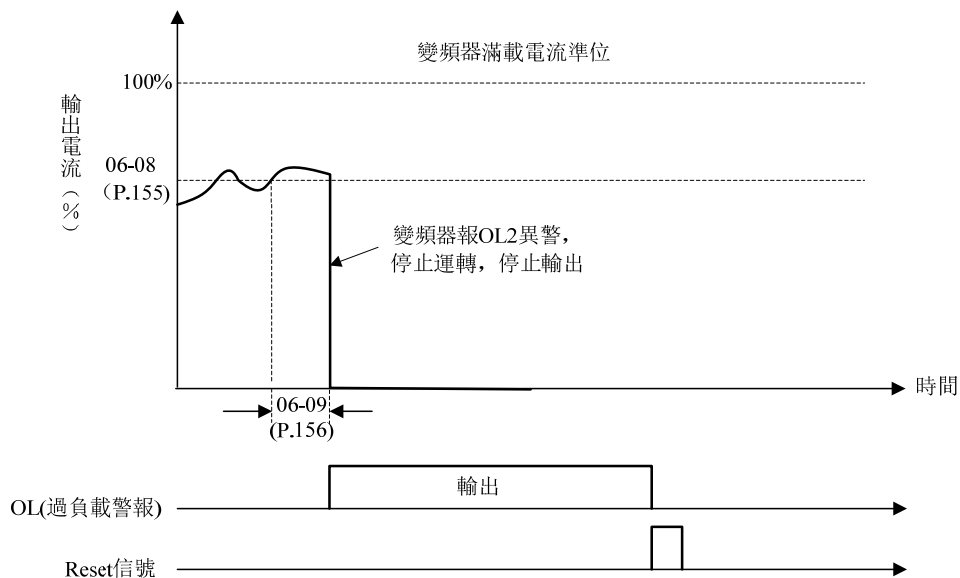 變頻器滿載電流準位
100%
輸出電流(%)
06-08
(P.155)
變頻器報OL2異警,
停止運轉,停止輸出
時間
06-09
(P.156)
輸出
OL(過負載警報)
Reset信號